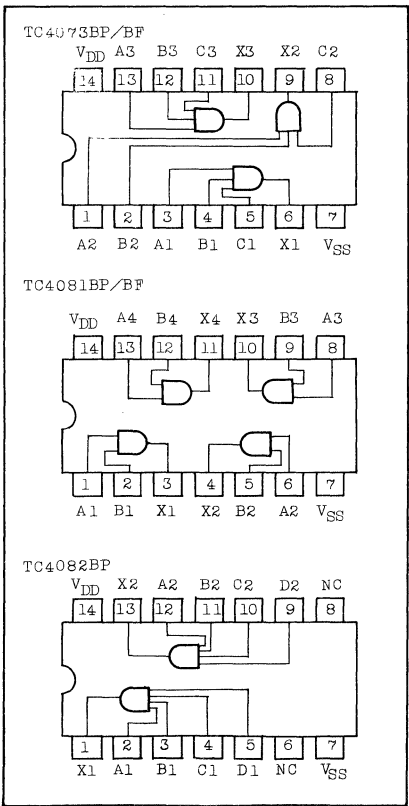 TC4073BP/BF
VDD A3 B3 C3 X3 X2 C2
14 13 12 11 10 9 8
1 2 3 4 5 6 7
A2 B2 A1 B1 C1 X1 VSS
TC4081BP/BF
VDD A4 B4 X4 X3 B3 A3
14 13 12 11 10 9 8
1 2 3 4 5 6 7
A1 B1 X1 X2 B2 A2 VSS
TC4082BP
VDD X2 A2 B2 C2 D2 NC
14 13 12 11 10 9 8
1 2 3 4 5 6 7
X1 A1 B1 C1 D1 NC VSS